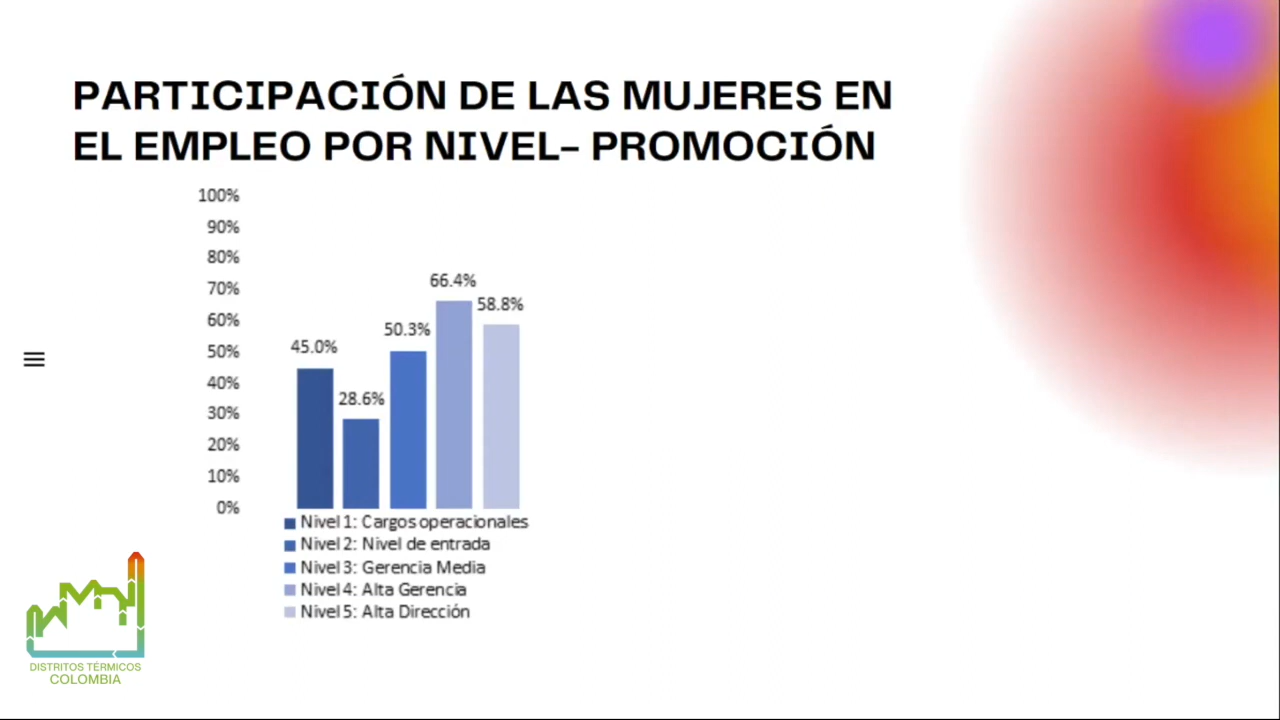 PARTICIPACIÓN DE LAS MUJERES EN
EL EMPLEO POR NIVEL– PROMOCIÓN
100%
90%
80%
70%
60%
50%
40%
30%
20%
10%
0%
45.0%
28.6%
50.3%
66.4%
58.8%
Nivel 1: Cargos operacionales
Nivel 2: Nivel de entrada
Nivel 3: Gerencia Media
Nivel 4: Alta Gerencia
Nivel 5: Alta Dirección
DISTRITOS TÉRMICOS
COLOMBIA